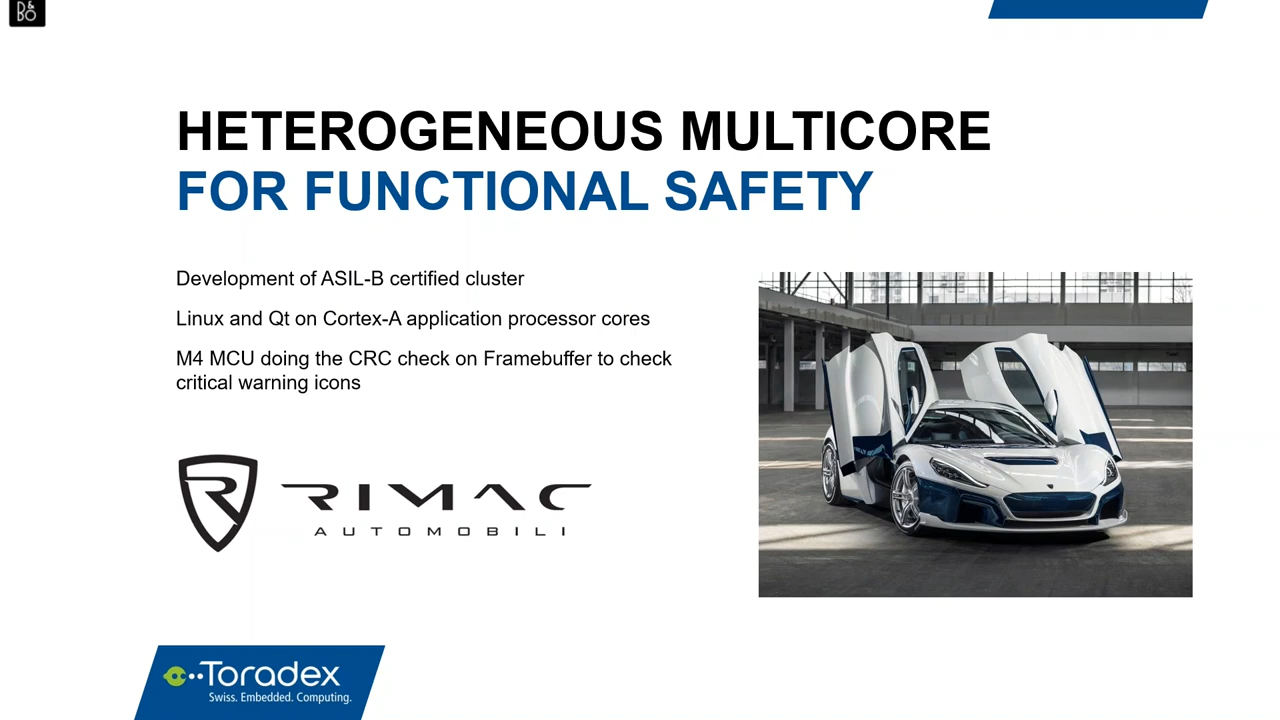 B&O
HETEROGENEOUS MULTICORE
FOR FUNCTIONAL SAFETY
Development of ASIL-B certified cluster
Linux and Qt on Cortex-A application processor cores
M4 MCU doing the CRC check on Framebuffer to check
critical warning icons
RIMAC
AUTOMOBILI
Toradex
Swiss. Embedded. Computing.